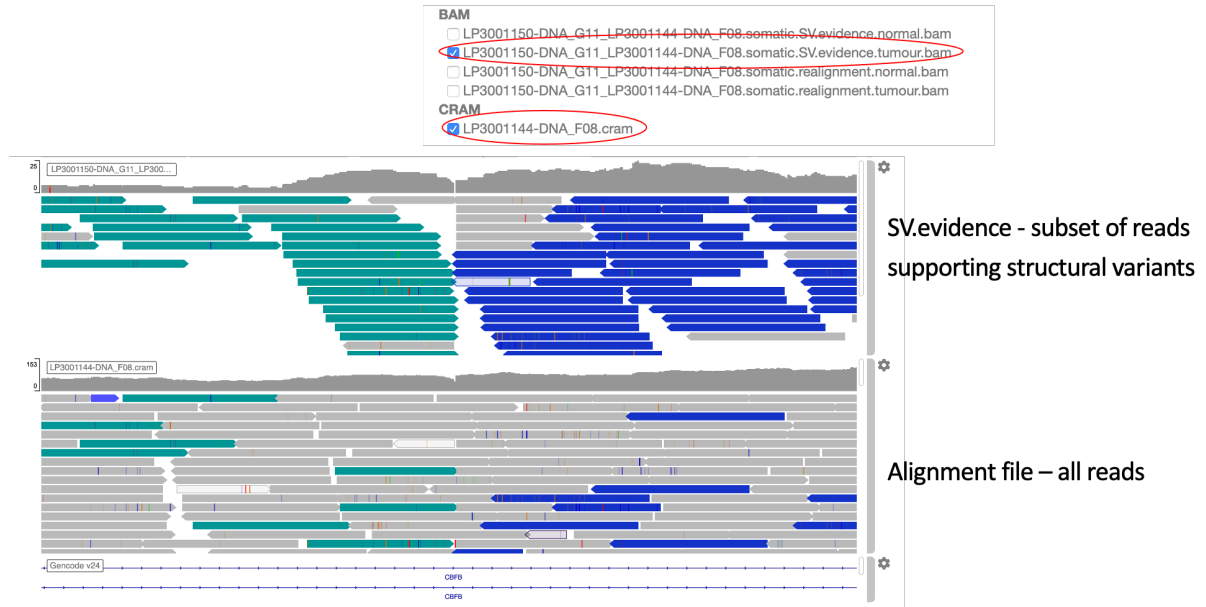 BAM
LP3001150-DNA_G11_LP3001144-DNA_F08.somatic.SV.evidence.normal.bam
LP3001150-DNA_G11_LP3001144-DNA_F08.somatic.SV.evidence.tumour.bam
LP3001150-DNA_G11_LP3001144-DNA_F08.somatic.realignment.normal.bam
LP3001150-DNA_G11_LP3001144-DNA_F08.somatic.realignment.tumour.bam
CRAM
LP3001144-DNA_F08.cram
25
0
LP3001150-DNA_G11_LP300...
SV.evidence - subset of reads
supporting structural variants
153
0
LP3001144-DNA_F08.cram
Alignment file – all reads
Gencode v24
CBFB
CBFB